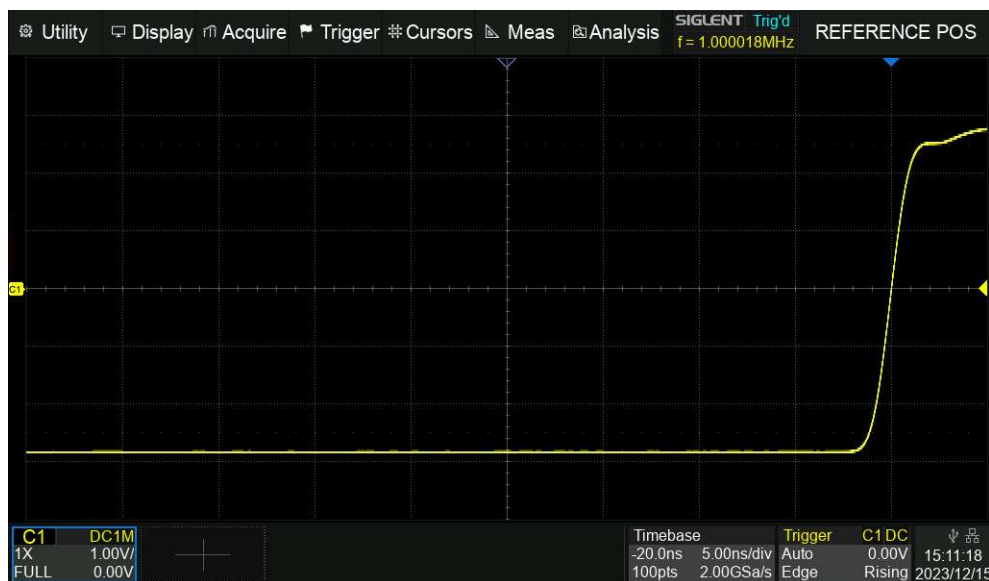 Utility Display Acquire Trigger Cursors Meas Analysis SIGLENT Trig'd REFERENCE POS
f = 1.000018MHz
C1
C1 DC1M
1X 1.00V/
FULL 0.00V
Timebase
-20.0ns 5.00ns/div
100pts 2.00GSa/s
Trigger C1 DC
Auto 0.00V
Edge Rising
15:11:18
2023/12/15